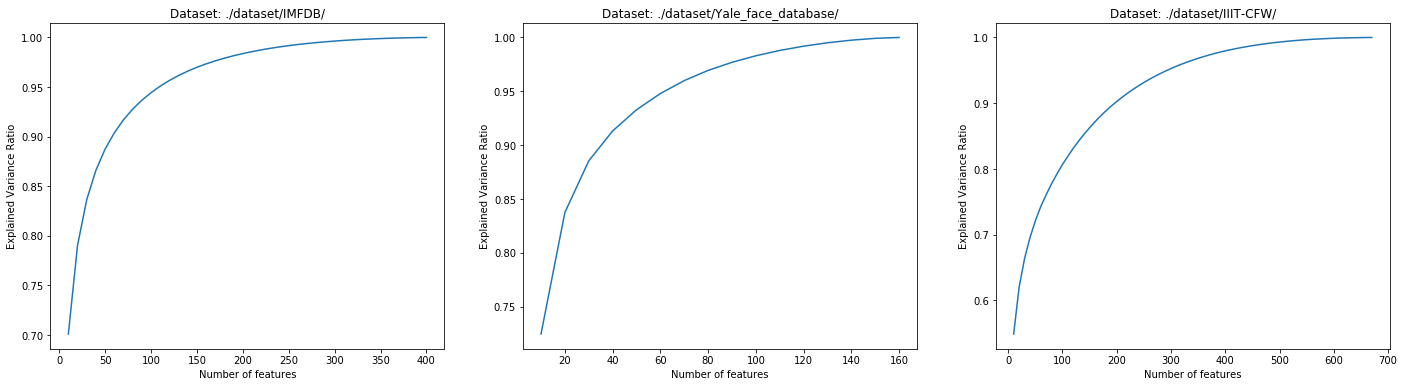 Dataset: ./dataset/IMFDB/
Explained Variance Ratio
1.00
0.95
0.90
0.85
0.80
0.75
0.70
0 50 100 150 200 250 300 350 400
Number of features
Dataset: ./dataset/Yale_face_database/
Explained Variance Ratio
1.00
0.95
0.90
0.85
0.80
0.75
20 40 60 80 100 120 140 160
Number of features
Dataset: ./dataset/IIIT-CFW/
Explained Variance Ratio
1.0
0.9
0.8
0.7
0.6
0 100 200 300 400 500 600 700
Number of features